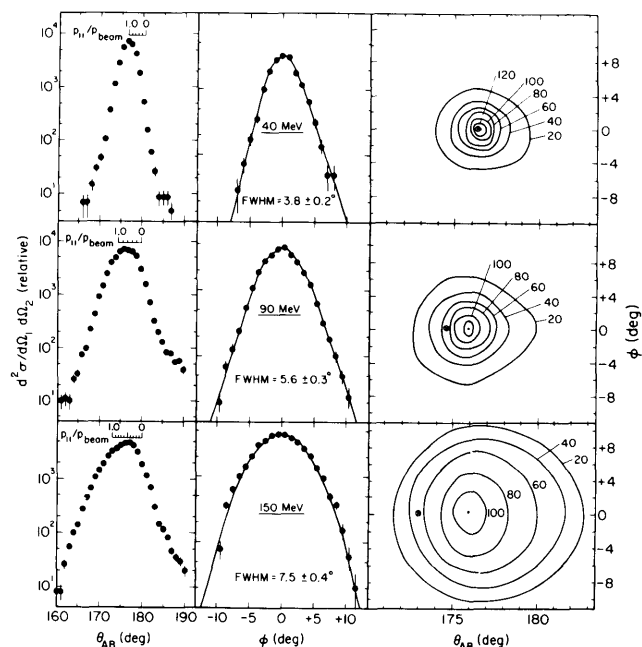 p∥/pbeam
1.0 0
10⁴
10³
10²
10¹
40 MeV
FWHM = 3.8 ± 0.2°
120
100
80
60
40
20
+8
+4
0
-4
-8
p∥/pbeam
1.0 0
10⁴
10³
10²
10¹
d²σ/dΩ₁ dΩ₂ (relative)
90 MeV
FWHM = 5.6 ± 0.3°
100
80
60
40
20
+8
+4
0
-4
-8
φ (deg)
p∥/pbeam
1.0 0
10³
10²
10¹
150 MeV
FWHM = 7.5 ± 0.4°
40
20
60
80
100
+8
+4
0
-4
-8
160 170 180 190
-10 -5 0 +5 +10
175 180
θAB (deg)
φ (deg)
θAB (deg)